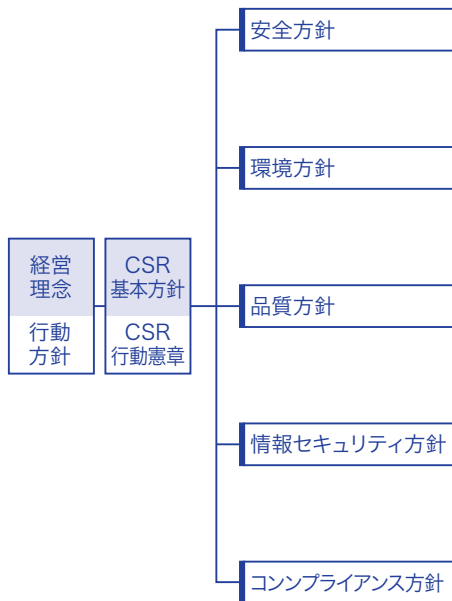 経営
理念
行動
方針
CSR
基本方針
CSR
行動憲章
安全方針
環境方針
品質方針
情報セキュリティ方針
コンンプライアンス方針